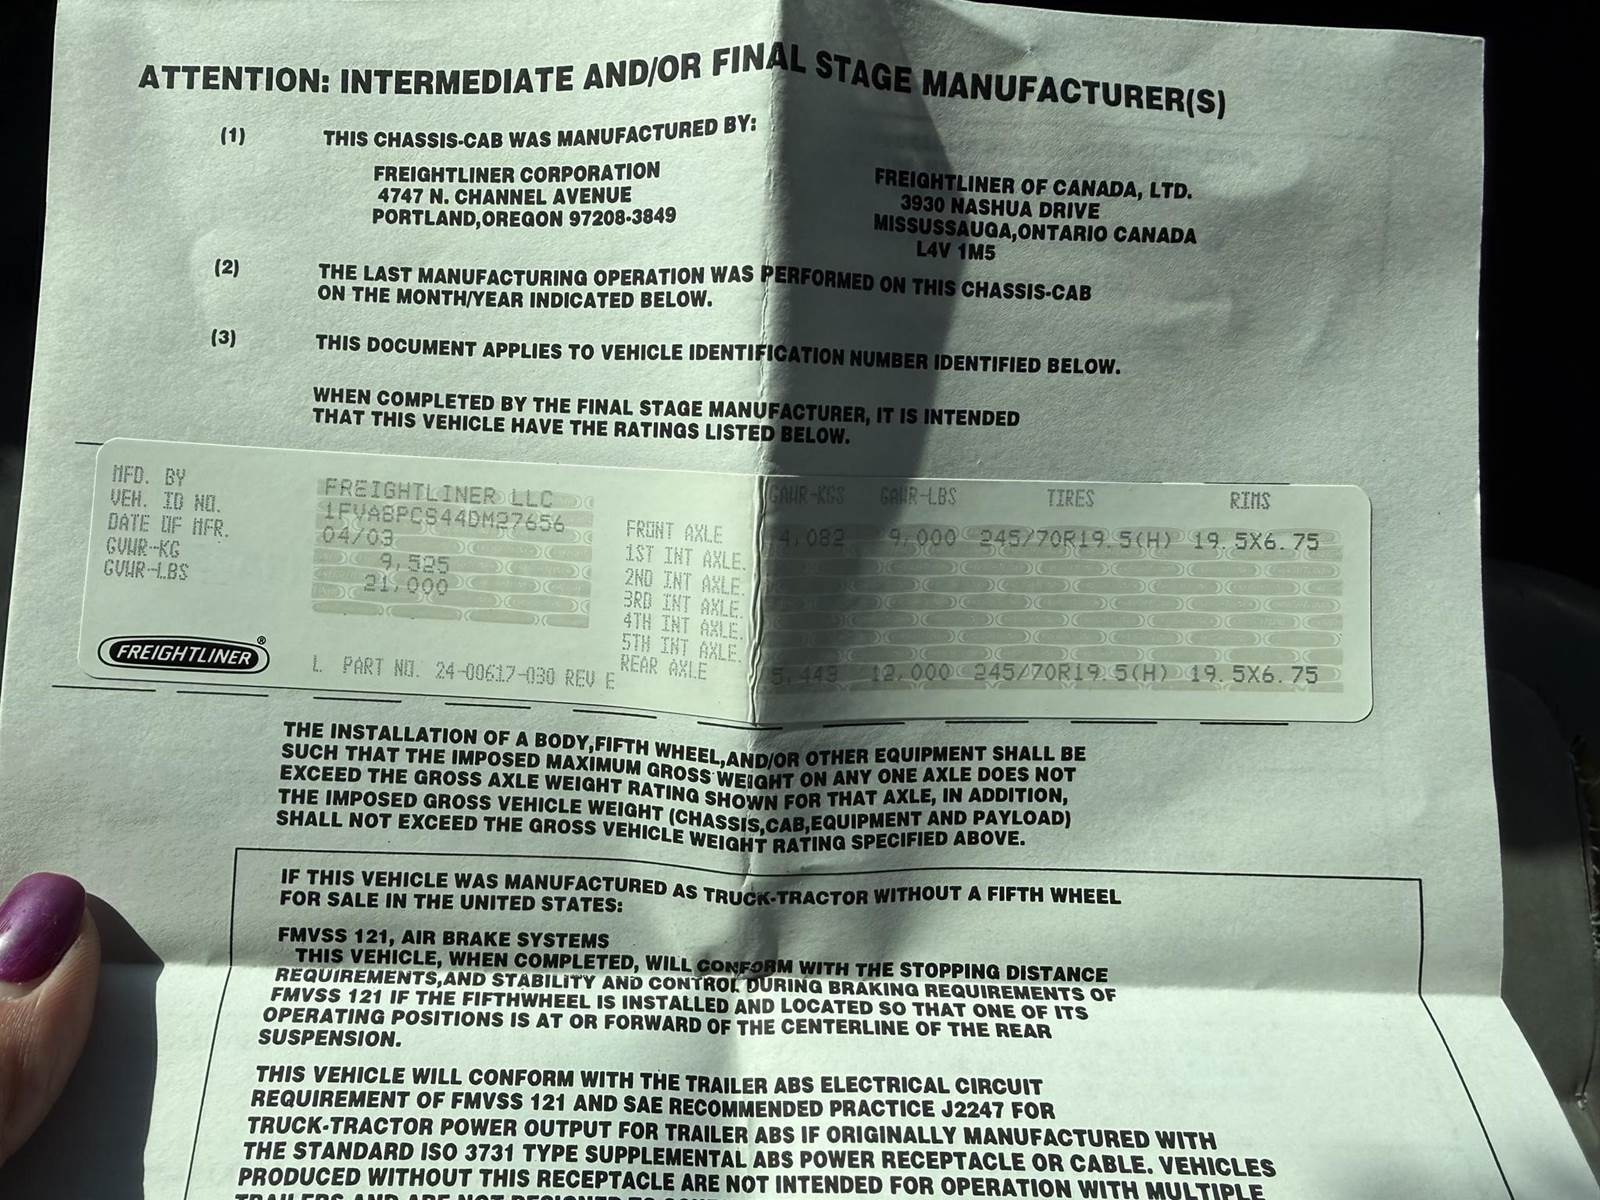 ATTENTION: INTERMEDIATE AND/OR FINAL STAGE MANUFACTURER(S)
(1) THIS CHASSIS-CAB WAS MANUFACTURED BY:
FREIGHTLINER CORPORATION
4747 N. CHANNEL AVENUE
PORTLAND,OREGON 97208-3849
FREIGHTLINER OF CANADA, LTD.
3930 NASHUA DRIVE
MISSUSSAUGA,ONTARIO CANADA
L4V 1M5
(2) THE LAST MANUFACTURING OPERATION WAS PERFORMED ON THIS CHASSIS-CAB
ON THE MONTH/YEAR INDICATED BELOW.
(3) THIS DOCUMENT APPLIES TO VEHICLE IDENTIFICATION NUMBER IDENTIFIED BELOW.
WHEN COMPLETED BY THE FINAL STAGE MANUFACTURER, IT IS INTENDED
THAT THIS VEHICLE HAVE THE RATINGS LISTED BELOW.
MFD. BY FREIGHTLINER LLC
VEH. ID NO. 1FVABPCS44DM27656
DATE OF MFR. 04/03
GVWR-KG 9,525
GVWR-LBS 21,000
FREIGHTLINER®
L PART NO. 24-00617-030 REV E
GAWR-KGS GAWR-LBS TIRES RIMS
FRONT AXLE 4,082 9,000 245/70R19.5(H) 19.5X6.75
1ST INT AXLE.
2ND INT AXLE.
3RD INT AXLE.
4TH INT AXLE.
5TH INT AXLE.
REAR AXLE 5,443 12,000 245/70R19.5(H) 19.5X6.75
THE INSTALLATION OF A BODY,FIFTH WHEEL,AND/OR OTHER EQUIPMENT SHALL BE
SUCH THAT THE IMPOSED MAXIMUM GROSS WEIGHT ON ANY ONE AXLE DOES NOT
EXCEED THE GROSS AXLE WEIGHT RATING SHOWN FOR THAT AXLE, IN ADDITION,
THE IMPOSED GROSS VEHICLE WEIGHT (CHASSIS,CAB,EQUIPMENT AND PAYLOAD)
SHALL NOT EXCEED THE GROSS VEHICLE WEIGHT RATING SPECIFIED ABOVE.
IF THIS VEHICLE WAS MANUFACTURED AS TRUCK-TRACTOR WITHOUT A FIFTH WHEEL
FOR SALE IN THE UNITED STATES:
FMVSS 121, AIR BRAKE SYSTEMS
THIS VEHICLE, WHEN COMPLETED, WILL CONFORM WITH THE STOPPING DISTANCE
REQUIREMENTS,AND STABILITY AND CONTROL DURING BRAKING REQUIREMENTS OF
FMVSS 121 IF THE FIFTHWHEEL IS INSTALLED AND LOCATED SO THAT ONE OF ITS
OPERATING POSITIONS IS AT OR FORWARD OF THE CENTERLINE OF THE REAR
SUSPENSION.
THIS VEHICLE WILL CONFORM WITH THE TRAILER ABS ELECTRICAL CIRCUIT
REQUIREMENT OF FMVSS 121 AND SAE RECOMMENDED PRACTICE J2247 FOR
TRUCK-TRACTOR POWER OUTPUT FOR TRAILER ABS IF ORIGINALLY MANUFACTURED WITH
THE STANDARD ISO 3731 TYPE SUPPLEMENTAL ABS POWER RECEPTACLE OR CABLE. VEHICLES
PRODUCED WITHOUT THIS RECEPTACLE ARE NOT INTENDED FOR OPERATION WITH MULTIPLE